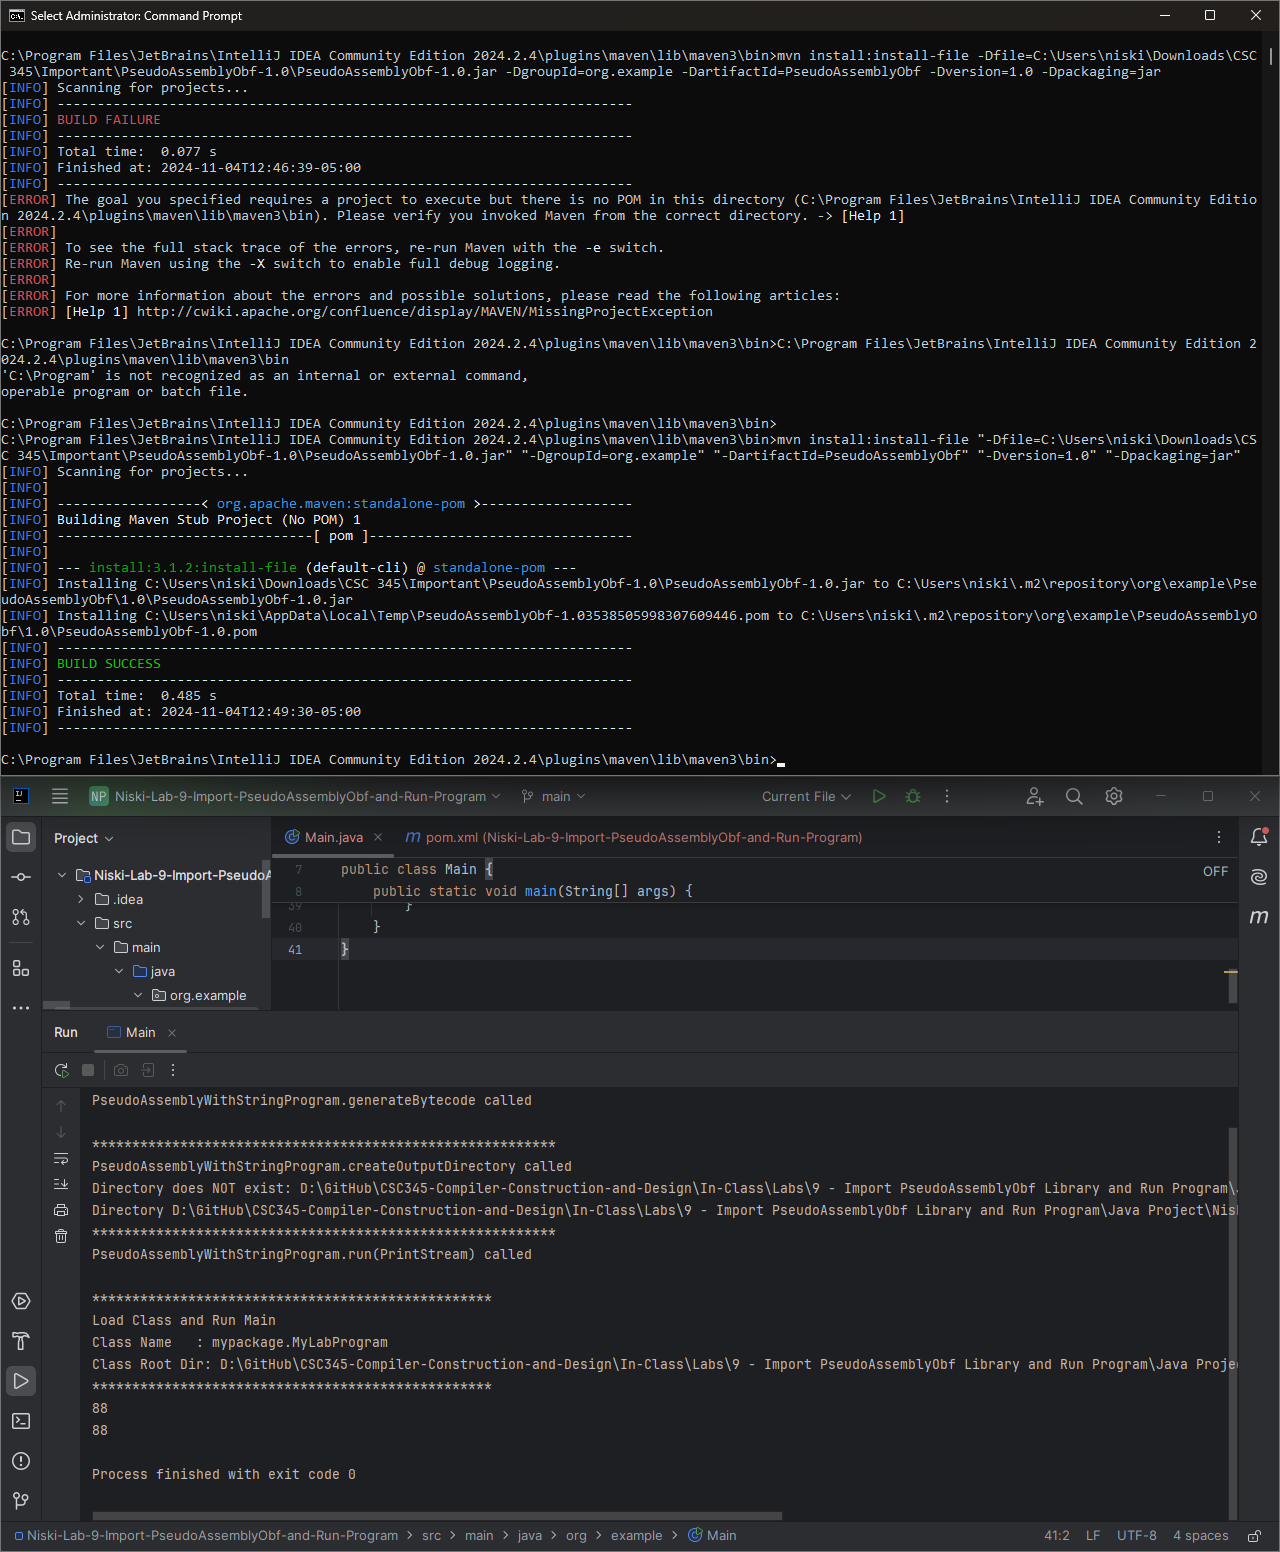 Select Administrator: Command Prompt
C:\Program Files\JetBrains\IntelliJ IDEA Community Edition 2024.2.4\plugins\maven\lib\maven3\bin>mvn install:install-file -Dfile=C:\Users\niski\Downloads\CSC
 345\Important\PseudoAssemblyObf-1.0\PseudoAssemblyObf-1.0.jar -DgroupId=org.example -DartifactId=PseudoAssemblyObf -Dversion=1.0 -Dpackaging=jar
[INFO] Scanning for projects...
[INFO] ------------------------------------------------------------------------
[INFO] BUILD FAILURE
[INFO] ------------------------------------------------------------------------
[INFO] Total time:  0.077 s
[INFO] Finished at: 2024-11-04T12:46:39-05:00
[INFO] ------------------------------------------------------------------------
[ERROR] The goal you specified requires a project to execute but there is no POM in this directory (C:\Program Files\JetBrains\IntelliJ IDEA Community Editio
n 2024.2.4\plugins\maven\lib\maven3\bin). Please verify you invoked Maven from the correct directory. -> [Help 1]
[ERROR]
[ERROR] To see the full stack trace of the errors, re-run Maven with the -e switch.
[ERROR] Re-run Maven using the -X switch to enable full debug logging.
[ERROR]
[ERROR] For more information about the errors and possible solutions, please read the following articles:
[ERROR] [Help 1] http://cwiki.apache.org/confluence/display/MAVEN/MissingProjectException
C:\Program Files\JetBrains\IntelliJ IDEA Community Edition 2024.2.4\plugins\maven\lib\maven3\bin>C:\Program Files\JetBrains\IntelliJ IDEA Community Edition 2
024.2.4\plugins\maven\lib\maven3\bin
'C:\Program' is not recognized as an internal or external command,
operable program or batch file.
C:\Program Files\JetBrains\IntelliJ IDEA Community Edition 2024.2.4\plugins\maven\lib\maven3\bin>
C:\Program Files\JetBrains\IntelliJ IDEA Community Edition 2024.2.4\plugins\maven\lib\maven3\bin>mvn install:install-file "-Dfile=C:\Users\niski\Downloads\CS
C 345\Important\PseudoAssemblyObf-1.0\PseudoAssemblyObf-1.0.jar" "-DgroupId=org.example" "-DartifactId=PseudoAssemblyObf" "-Dversion=1.0" "-Dpackaging=jar"
[INFO] Scanning for projects...
[INFO]
[INFO] ------------------< org.apache.maven:standalone-pom >-------------------
[INFO] Building Maven Stub Project (No POM) 1
[INFO] --------------------------------[ pom ]---------------------------------
[INFO]
[INFO] --- install:3.1.2:install-file (default-cli) @ standalone-pom ---
[INFO] Installing C:\Users\niski\Downloads\CSC 345\Important\PseudoAssemblyObf-1.0\PseudoAssemblyObf-1.0.jar to C:\Users\niski\.m2\repository\org\example\Pse
udoAssemblyObf\1.0\PseudoAssemblyObf-1.0.jar
[INFO] Installing C:\Users\niski\AppData\Local\Temp\PseudoAssemblyObf-1.03538505998307609446.pom to C:\Users\niski\.m2\repository\org\example\PseudoAssemblyO
bf\1.0\PseudoAssemblyObf-1.0.pom
[INFO] ------------------------------------------------------------------------
[INFO] BUILD SUCCESS
[INFO] ------------------------------------------------------------------------
[INFO] Total time:  0.485 s
[INFO] Finished at: 2024-11-04T12:49:30-05:00
[INFO] ------------------------------------------------------------------------
C:\Program Files\JetBrains\IntelliJ IDEA Community Edition 2024.2.4\plugins\maven\lib\maven3\bin>
NP Niski-Lab-9-Import-PseudoAssemblyObf-and-Run-Program main Current File
Project
Main.java
pom.xml (Niski-Lab-9-Import-PseudoAssemblyObf-and-Run-Program)
Niski-Lab-9-Import-PseudoA
.idea
src
main
java
org.example
7 public class Main {
OFF
8 public static void main(String[] args) {
39 }
40 }
41 }
Run Main
PseudoAssemblyWithStringProgram.generateBytecode called
**********************************************************
PseudoAssemblyWithStringProgram.createOutputDirectory called
Directory does NOT exist: D:\GitHub\CSC345-Compiler-Construction-and-Design\In-Class\Labs\9 - Import PseudoAssemblyObf Library and Run Program\J
Directory D:\GitHub\CSC345-Compiler-Construction-and-Design\In-Class\Labs\9 - Import PseudoAssemblyObf Library and Run Program\Java Project\Nis
**********************************************************
PseudoAssemblyWithStringProgram.run(PrintStream) called
**************************************************
Load Class and Run Main
Class Name   : mypackage.MyLabProgram
Class Root Dir: D:\GitHub\CSC345-Compiler-Construction-and-Design\In-Class\Labs\9 - Import PseudoAssemblyObf Library and Run Program\Java Proje
**************************************************
88
88
Process finished with exit code 0
Niski-Lab-9-Import-PseudoAssemblyObf-and-Run-Program > src > main > java > org > example > Main 41:2 LF UTF-8 4 spaces